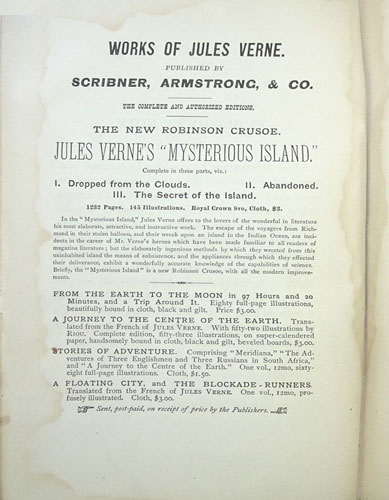 WORKS OF JULES VERNE.
PUBLISHED BY
SCRIBNER, ARMSTRONG, & CO.
THE COMPLETE AND AUTHORIZED EDITIONS.
THE NEW ROBINSON CRUSOE.
JULES VERNE'S "MYSTERIOUS ISLAND."
Complete in three parts, viz.:
I. Dropped from the Clouds. II. Abandoned.
III. The Secret of the Island.
1282 Pages. 145 Illustrations. Royal Crown 8vo, Cloth, $3.
In the "Mysterious Island," Jules Verne offers to the lovers of the wonderful in literature
his most elaborate, attractive, and instructive work. The escape of the voyagers from Rich-
mond in their stolen balloon, and their wreck upon an island in the Indian Ocean, are inci-
dents in the career of Mr. Verne's heroes which have been made familiar to all readers of
magazine literature; but the elaborately ingenious methods by which they wrested from this
uninhabited island the means of subsistence, and the appliances through which they effected
their deliverance, exhibit a wonderfully accurate knowledge of the capabilities of science.
Briefly, the "Mysterious Island" is a new Robinson Crusoe, with all the modern improve-
ments.
FROM THE EARTH TO THE MOON in 97 Hours and 20
Minutes, and a Trip Around It. Eighty full-page illustrations,
beautifully bound in cloth, black and gilt. Price $3.00.
A JOURNEY TO THE CENTRE OF THE EARTH. Trans-
lated from the French of JULES VERNE. With fifty-two illustrations by
RIOU. Complete edition, fifty-three illustrations, on super-calendered
paper, handsomely bound in cloth, black and gilt, beveled boards, $3.00.
STORIES OF ADVENTURE. Comprising "Meridiana," "The Ad-
ventures of Three Englishmen and Three Russians in South Africa,"
and "A Journey to the Centre of the Earth." One vol., 12mo, sixty-
eight full-page illustrations. Cloth, $1.50.
A FLOATING CITY, and THE BLOCKADE-RUNNERS.
Translated from the French of JULES VERNE. One vol., 12mo, pro-
fusely illustrated. Cloth, $3.00.
Sent, post-paid, on receipt of price by the Publishers.